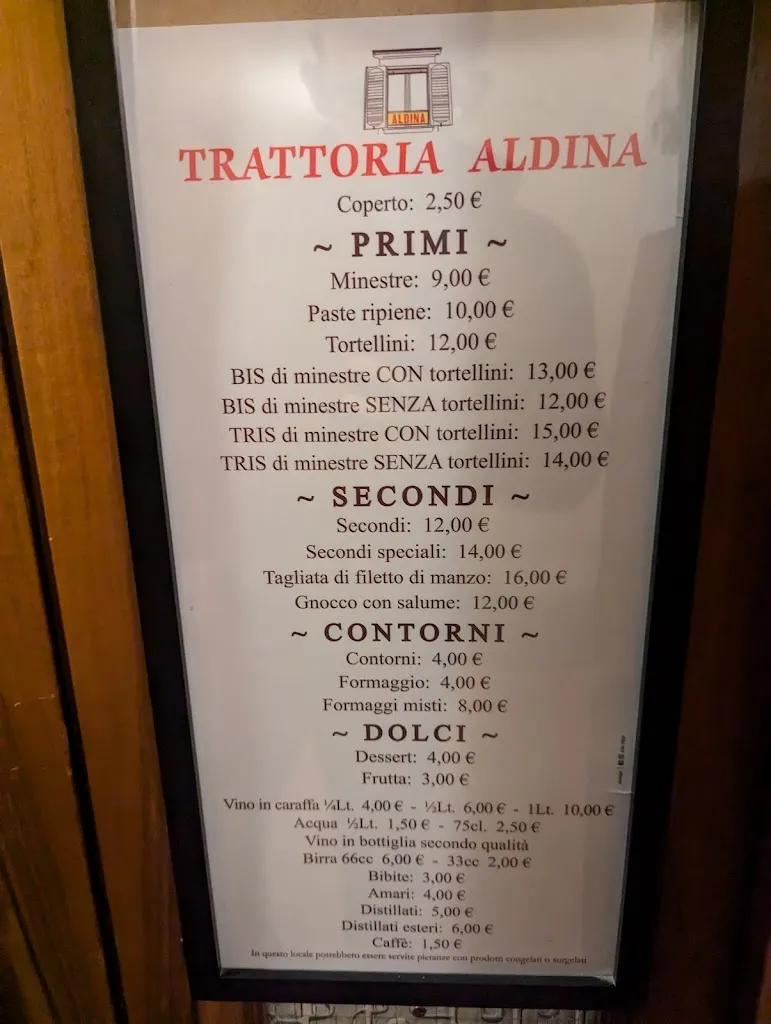 ALDINA
TRATTORIA ALDINA
Coperto: 2,50 €
~ PRIMI ~
Minestre: 9,00 €
Paste ripiene: 10,00 €
Tortellini: 12,00 €
BIS di minestre CON tortellini: 13,00 €
BIS di minestre SENZA tortellini: 12,00 €
TRIS di minestre CON tortellini: 15,00 €
TRIS di minestre SENZA tortellini: 14,00 €
~ SECONDI ~
Secondi: 12,00 €
Secondi speciali: 14,00 €
Tagliata di filetto di manzo: 16,00 €
Gnocco con salume: 12,00 €
~ CONTORNI ~
Contorni: 4,00 €
Formaggio: 4,00 €
Formaggi misti: 8,00 €
~ DOLCI ~
Dessert: 4,00 €
Frutta: 3,00 €
Vino in caraffa ¼Lt. 4,00 € - ½Lt. 6,00 € - 1Lt. 10,00 €
Acqua ½Lt. 1,50 € - 75cl. 2,50 €
Vino in bottiglia secondo qualità
Birra 66cc 6,00 € - 33cc 2,00 €
Bibite: 3,00 €
Amari: 4,00 €
Distillati: 5,00 €
Distillati esteri: 6,00 €
Caffè: 1,50 €
In questo locale potrebbero essere servite pietanze con prodotti congelati o surgelati